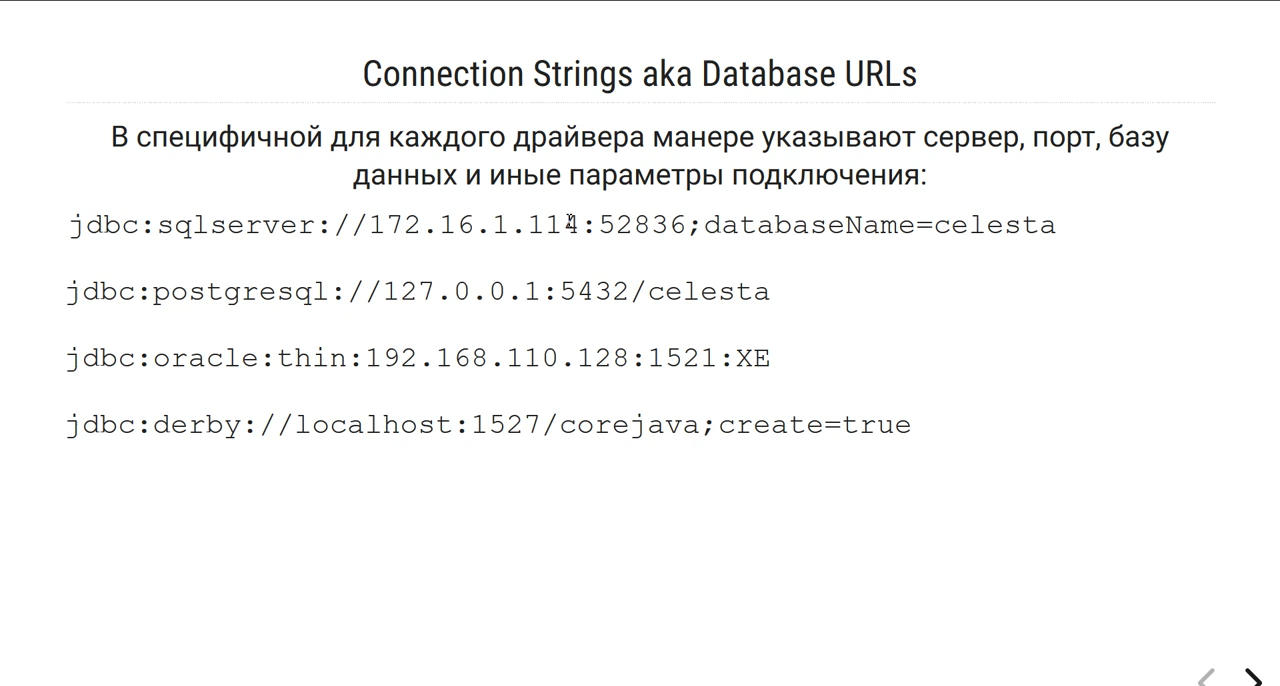 Connection Strings aka Database URLs
В специфичной для каждого драйвера манере указывают сервер, порт, базу
данных и иные параметры подключения:
jdbc:sqlserver://172.16.1.114:52836;databaseName=celesta
jdbc:postgresql://127.0.0.1:5432/celesta
jdbc:oracle:thin:192.168.110.128:1521:XE
jdbc:derby://localhost:1527/corejava;create=true